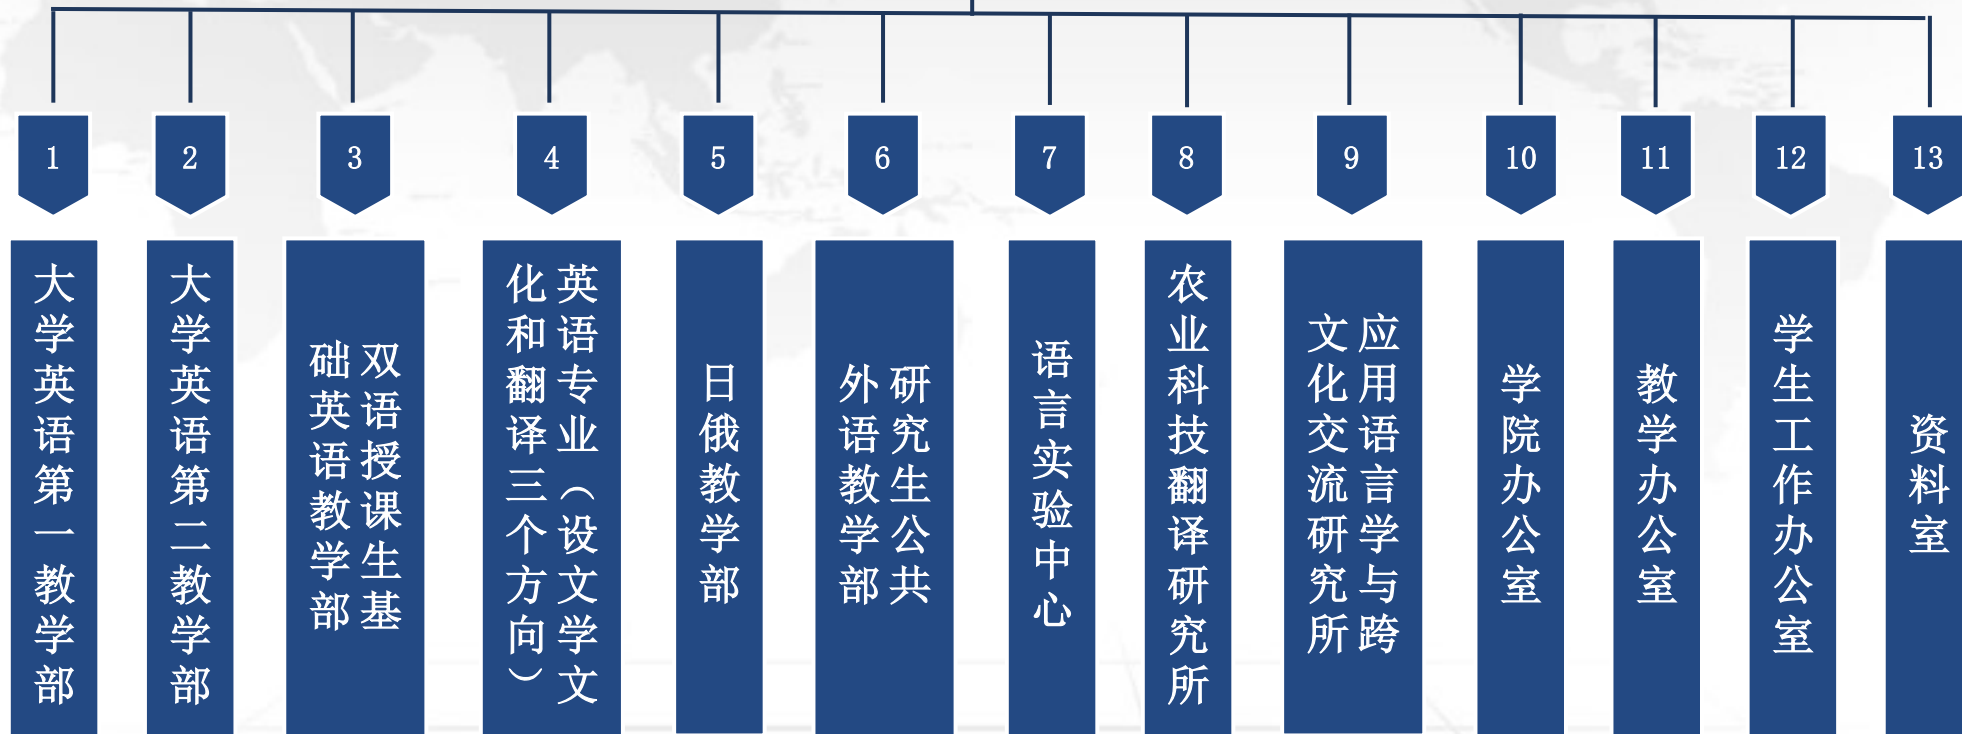 1
2
3
4
5
6
7
8
9
10
11
12
13
大学英语第一教学部
大学英语第二教学部
双语授课生基
础英语教学部
英语专业（设文学文
化和翻译三个方向）
日俄教学部
研究生公共
外语教学部
语言实验中心
农业科技翻译研究所
应用语言学与跨
文化交流研究所
学院办公室
教学办公室
学生工作办公室
资料室